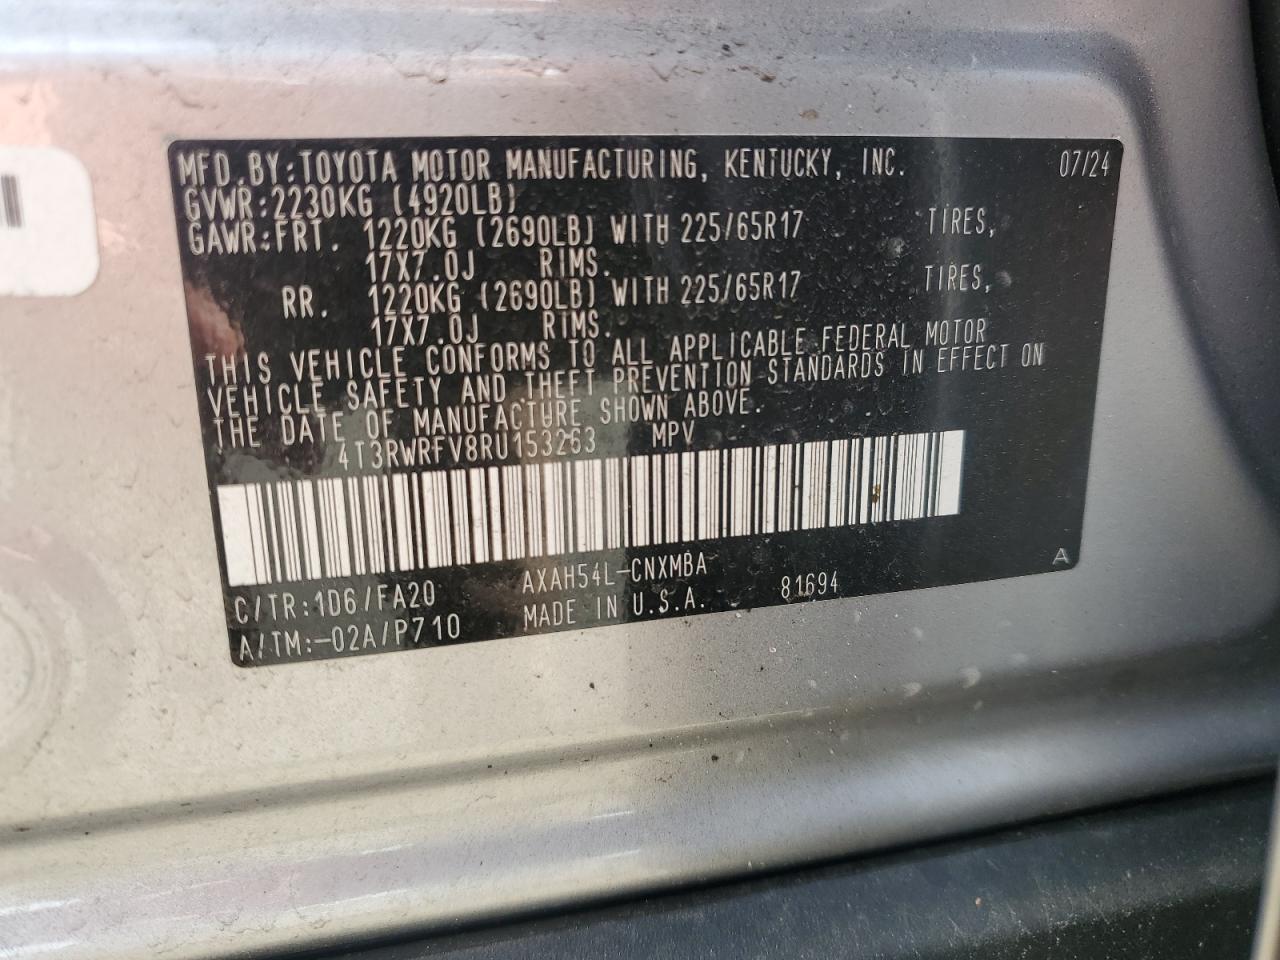 MFD.BY:TOYOTA MOTOR MANUFACTURING, KENTUCKY, INC. 07/24
GVWR:2230KG (4920LB)
GAWR:FRT. 1220KG (2690LB) WITH 225/65R17 TIRES,
17X7.0J RIMS.
RR. 1220KG (2690LB) WITH 225/65R17 TIRES,
17X7.0J RIMS.
THIS VEHICLE CONFORMS TO ALL APPLICABLE FEDERAL MOTOR
VEHICLE SAFETY AND THEFT PREVENTION STANDARDS IN EFFECT ON
THE DATE OF MANUFACTURE SHOWN ABOVE.
4T3RWRFV8RU153263 MPV
C/TR:1D6/FA20 AXAH54L-CNXMBA A
A/TM:-02A/P710 MADE IN U.S.A. 81694